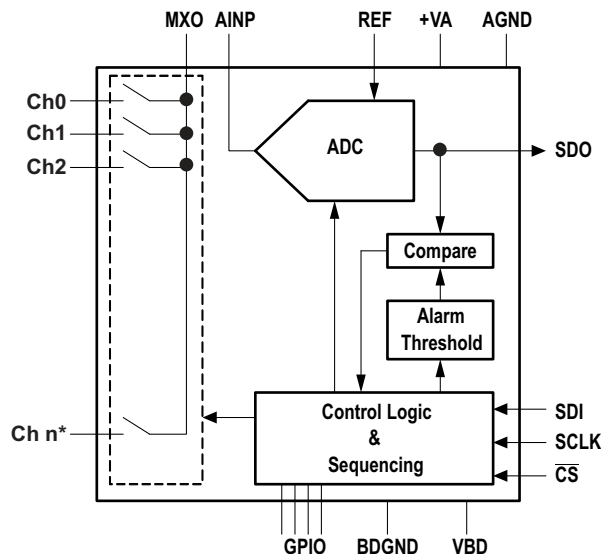 MXO AINP REF +VA AGND
Ch0
Ch1
Ch2
ADC
SDO
Compare
Alarm
Threshold
Control Logic
&
Sequencing
SDI
SCLK
C̅S̅
Ch n*
GPIO BDGND VBD